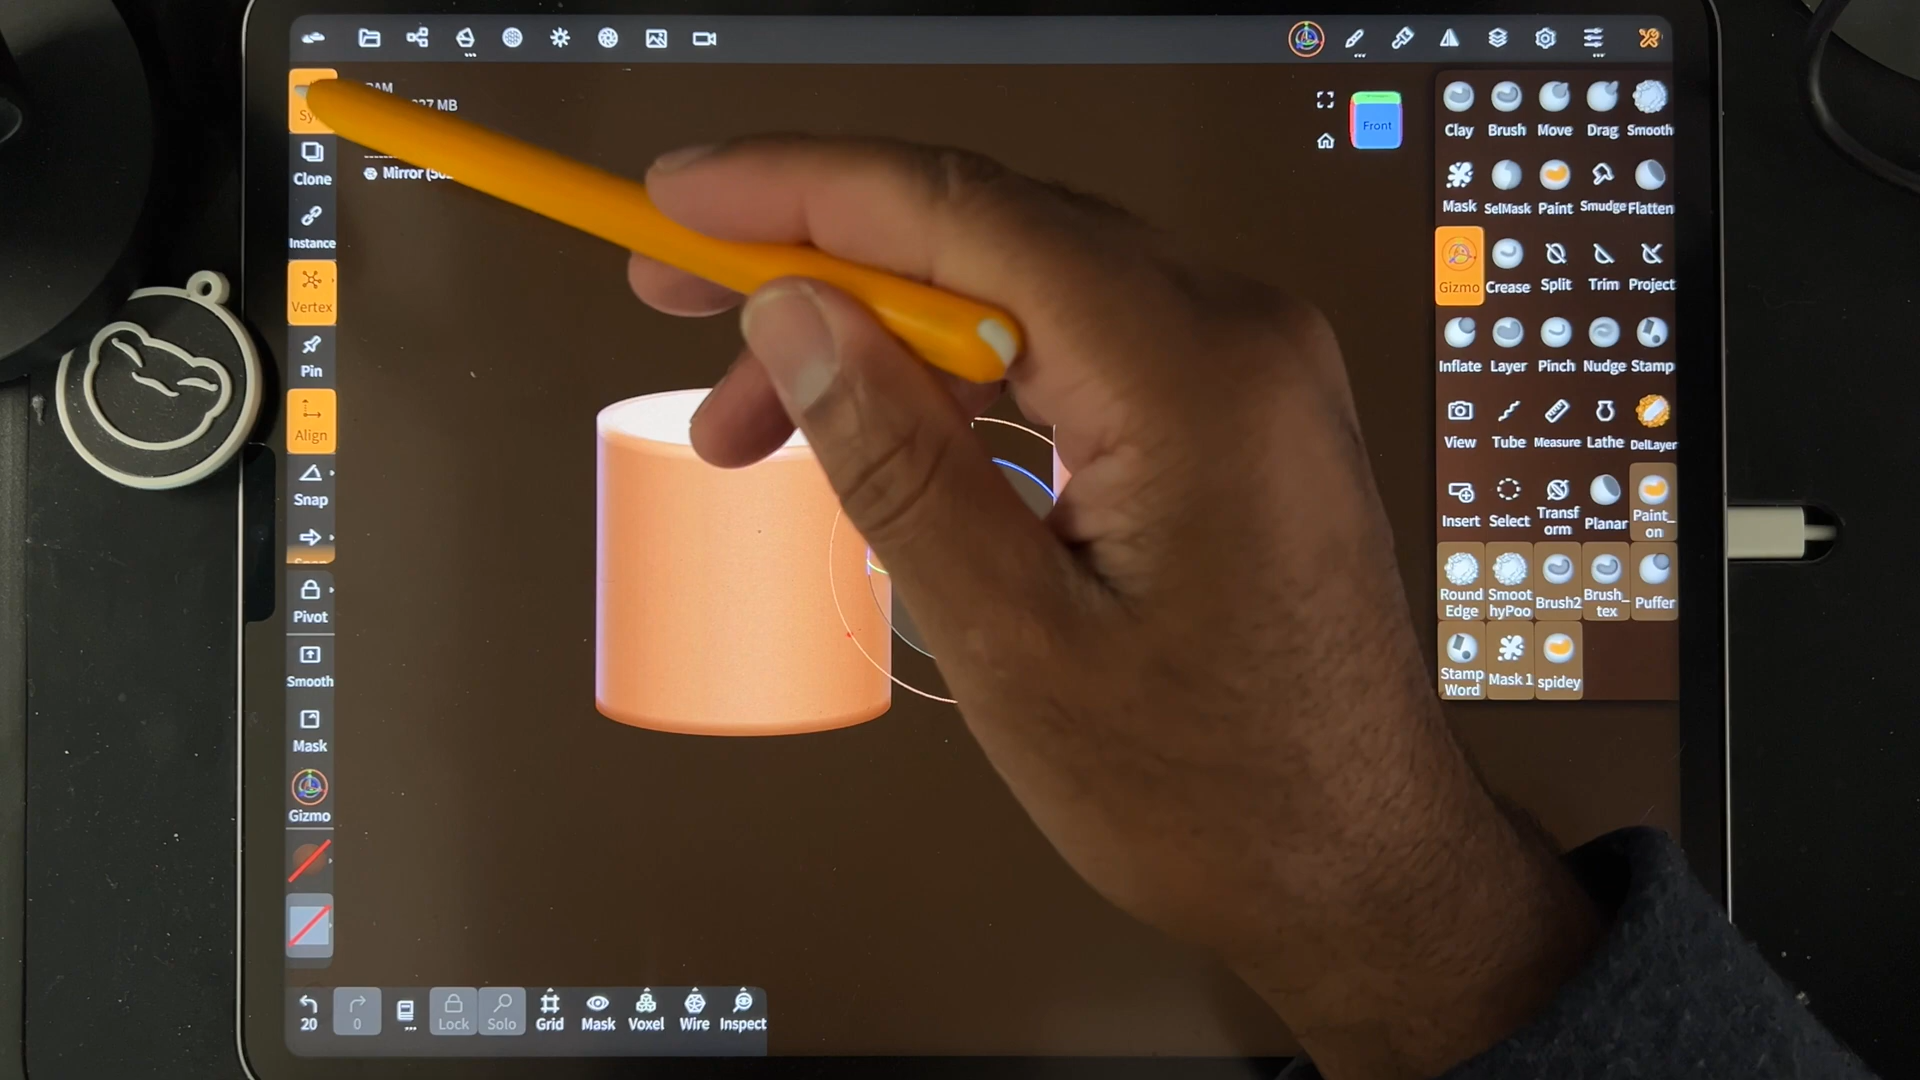 Clone
Instance
Vertex
Pin
Align
Snap
Pivot
Smooth
Mask
Gizmo
Mirror
Front
Clay Brush Move Drag Smooth
Mask SelMask Paint Smudge Flatten
Gizmo Crease Split Trim Project
Inflate Layer Pinch Nudge Stamp
View Tube Measure Lathe DelLayer
Insert Select Transf
orm Planar Paint_
on
Round
Edge Smoot
hyPoo Brush2 Brush_
tex Puffer
Stamp
Word Mask 1 spidey
20 0 Lock Solo Grid Mask Voxel Wire Inspect